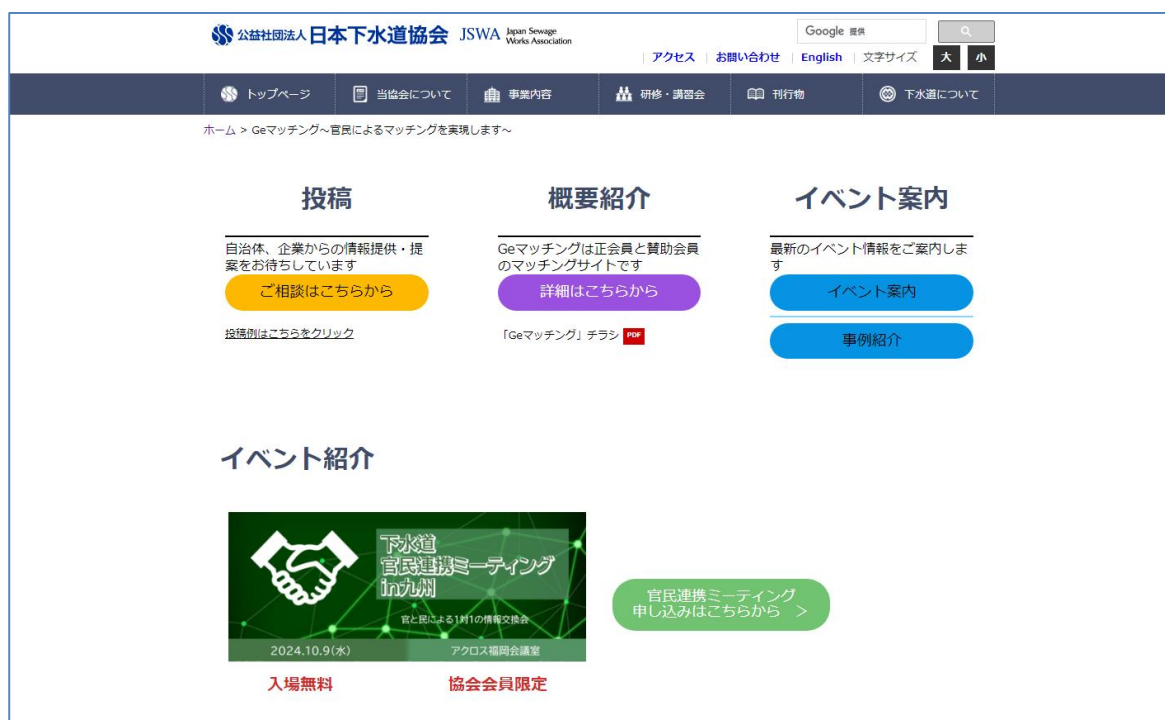 公益社団法人日本下水道協会 JSWA Japan Sewage Works Association
Google 提供
アクセス お問い合わせ English 文字サイズ 大 小
トップページ 当協会について 事業内容 研修・講習会 刊行物 下水道について
ホーム > Geマッチング～官民によるマッチングを実現します～
投稿
自治体、企業からの情報提供・提
案をお待ちしています
ご相談はこちらから
投稿例はこちらをクリック
概要紹介
Geマッチングは正会員と賛助会員
のマッチングサイトです
詳細はこちらから
「Geマッチング」チラシ PDF
イベント案内
最新のイベント情報をご案内しま
す
イベント案内
事例紹介
イベント紹介
下水道
官民連携ミーティング
in九州
官と民による1対1の情報交換会
2024.10.9(水) アクロス福岡会議室
入場無料 協会会員限定
官民連携ミーティング
申し込みはこちらから >